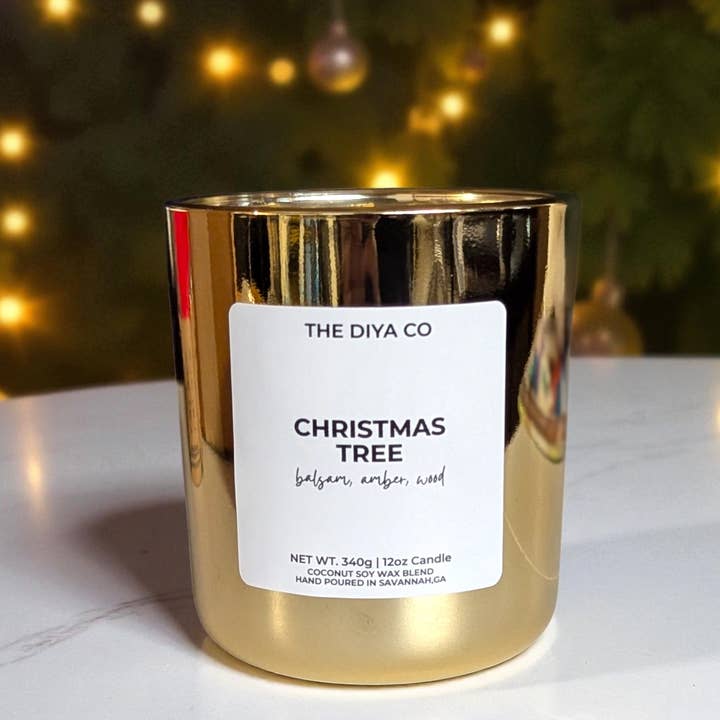 THE DIYA CO
CHRISTMAS
TREE
balsam, amber, wood
NET WT. 340g | 12oz Candle
COCONUT SOY WAX BLEND
HAND POURED IN SAVANNAH,GA